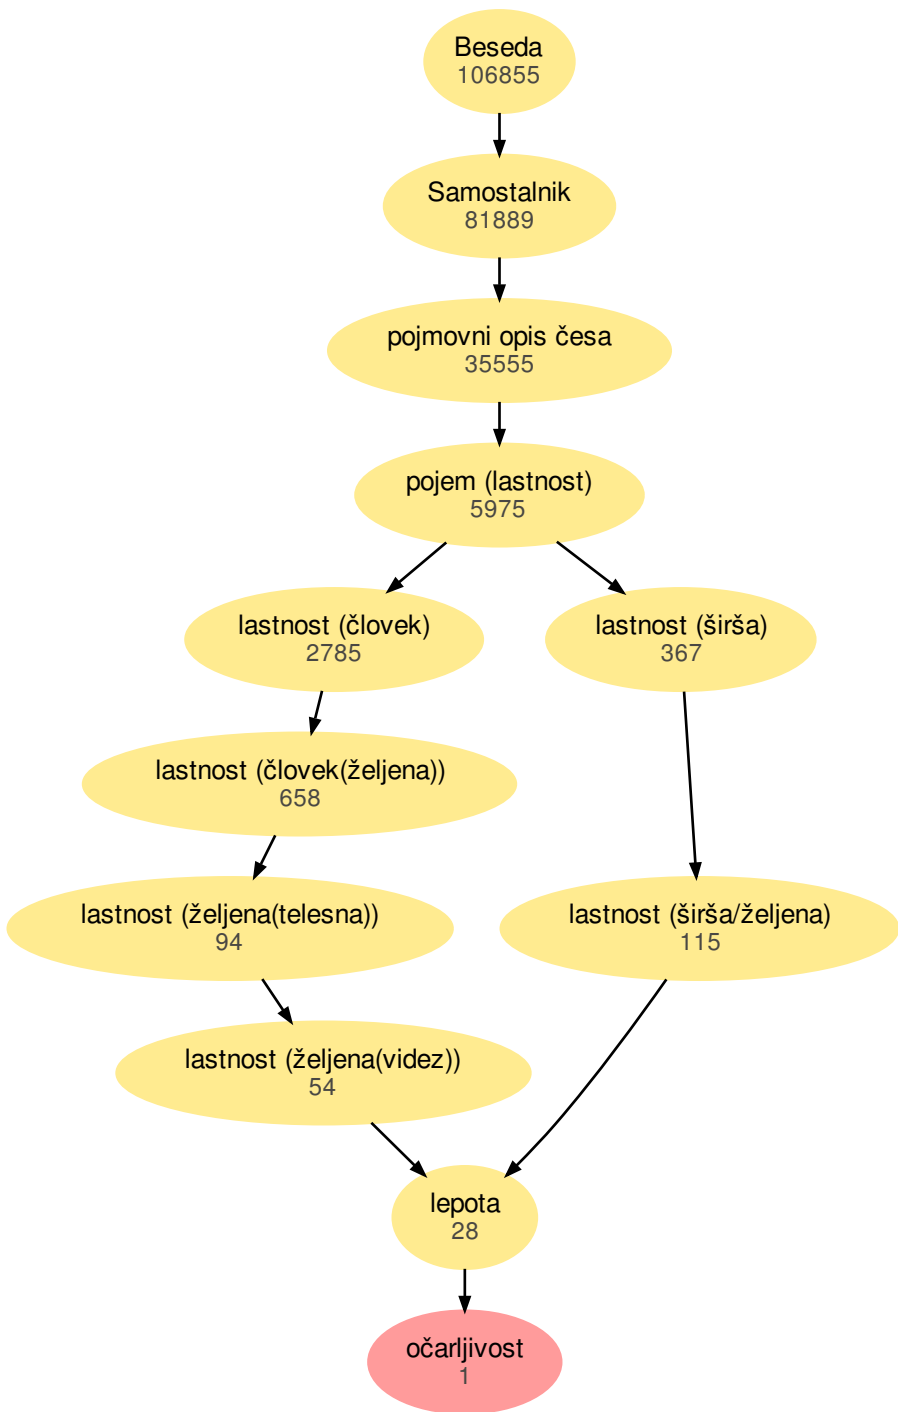 Beseda
106855
Samostalnik
81889
pojmovni opis česa
35555
pojem (lastnost)
5975
lastnost (človek)
2785
lastnost (širša)
367
lastnost (človek(željena))
658
lastnost (željena(telesna))
94
lastnost (širša/željena)
115
lastnost (željena(videz))
54
lepota
28
očarljivost
1